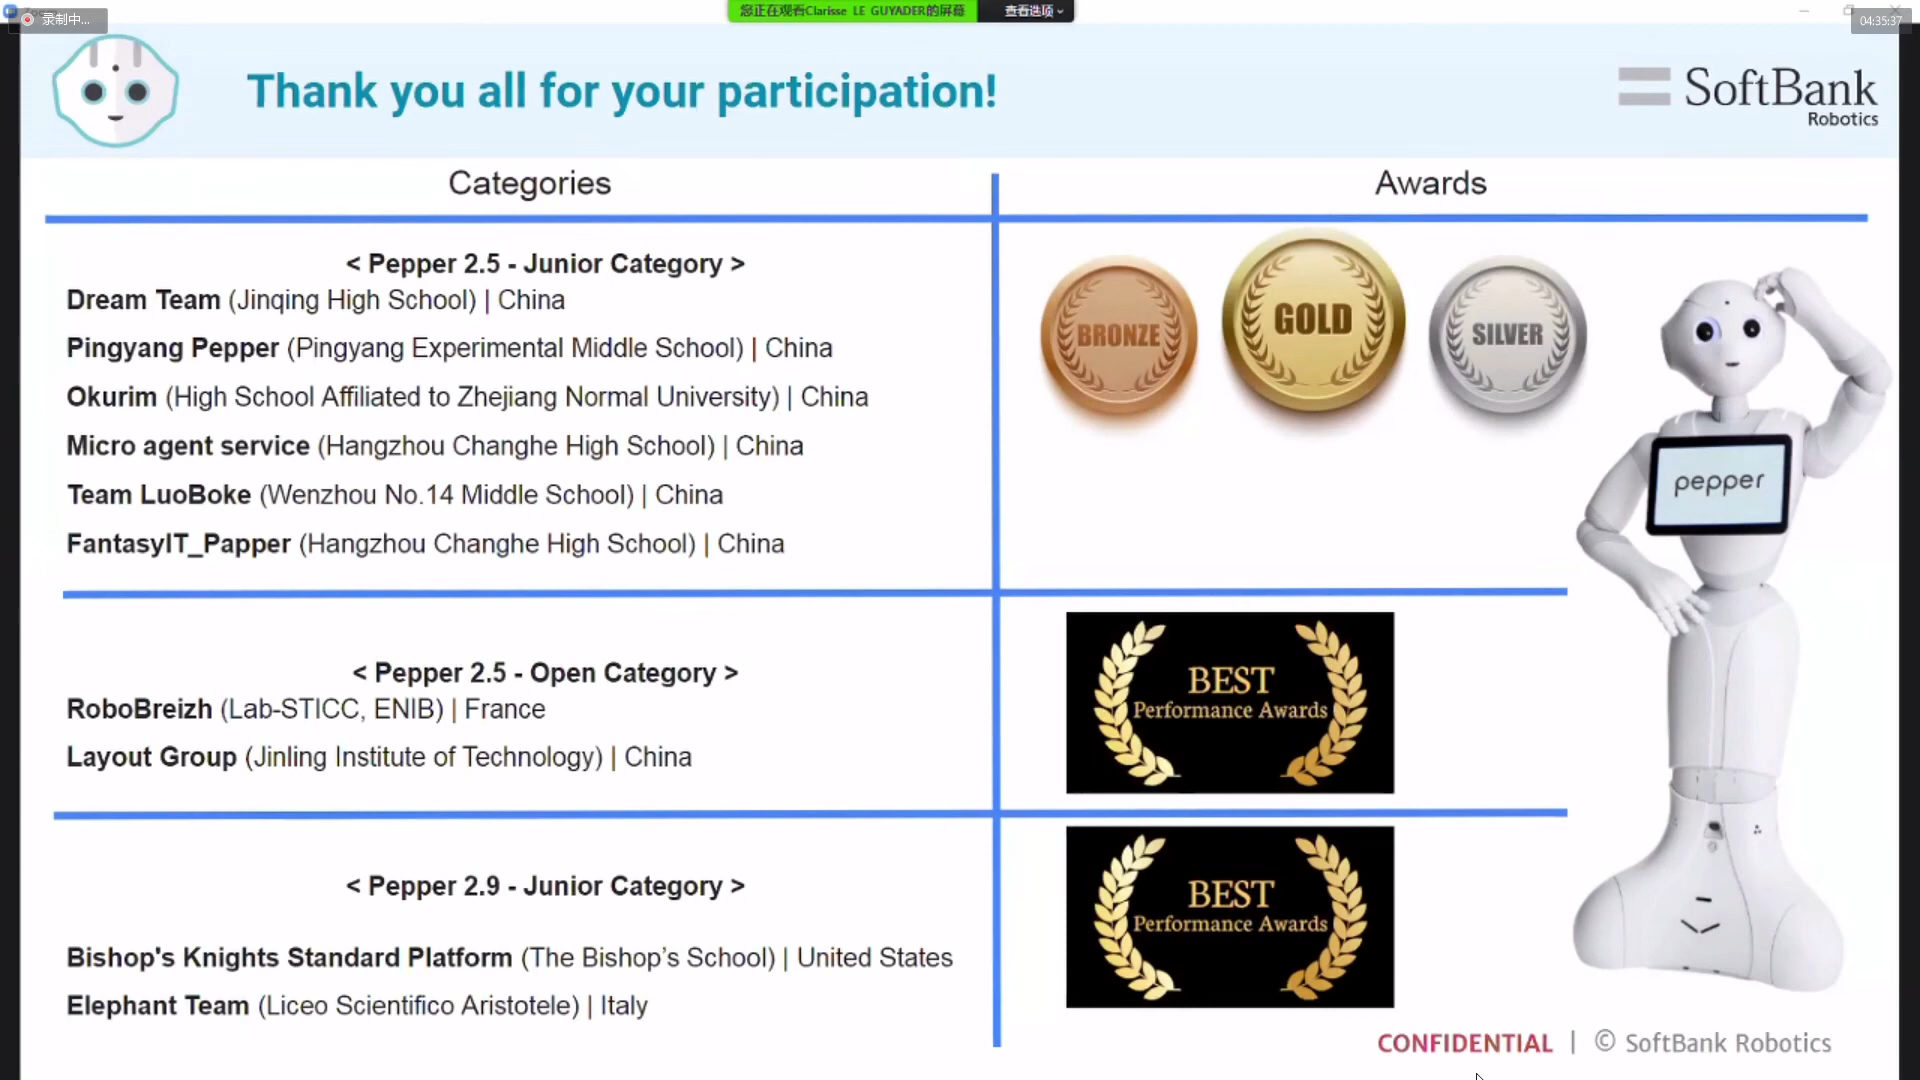 录制中...
您正在观看Clarisse LE GUYADER的屏幕
查看选项
04:35:37
Thank you all for your participation!
SoftBank
Robotics
Categories
Awards
< Pepper 2.5 - Junior Category >
Dream Team (Jinqing High School) | China
Pingyang Pepper (Pingyang Experimental Middle School) | China
Okurim (High School Affiliated to Zhejiang Normal University) | China
Micro agent service (Hangzhou Changhe High School) | China
Team LuoBoke (Wenzhou No.14 Middle School) | China
FantasyIT_Papper (Hangzhou Changhe High School) | China
BRONZE
GOLD
SILVER
pepper
< Pepper 2.5 - Open Category >
RoboBreizh (Lab-STICC, ENIB) | France
Layout Group (Jinling Institute of Technology) | China
BEST
Performance Awards
< Pepper 2.9 - Junior Category >
Bishop's Knights Standard Platform (The Bishop’s School) | United States
Elephant Team (Liceo Scientifico Aristotele) | Italy
BEST
Performance Awards
CONFIDENTIAL | © SoftBank Robotics